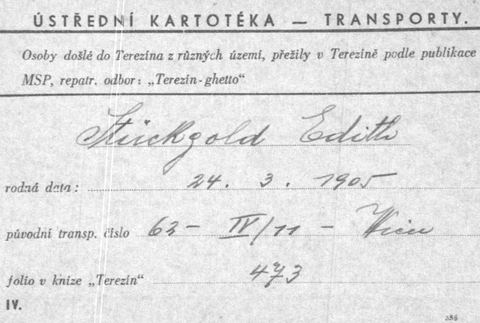 ÚSTŘEDNÍ KARTOTÉKA — TRANSPORTY.
Osoby došlé do Terezína z různých území, přežily v Terezíně podle publikace
MSP, repatr. odbor: „Terezín-ghetto"
Stückgold Edith
rodná data: 24. 3. 1905
původní transp. číslo 62 – IV/11 – Wien
folio v knize „Terezín" 473
IV.